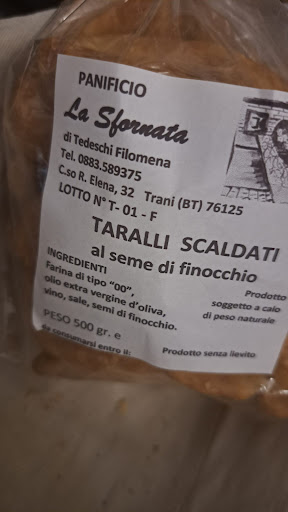 PANIFICIO
La Sfornata
di Tedeschi Filomena
Tel. 0883.589375
C.so R. Elena, 32 Trani (BT) 76125
LOTTO N° T- 01 - F
TARALLI SCALDATI
al seme di finocchio
INGREDIENTI
Farina di tipo "00",
olio extra vergine d'oliva,
vino, sale, semi di finocchio.
PESO 500 gr. e
da consumarsi entro il:
Prodotto
soggetto a calo
di peso naturale
Prodotto senza lievito